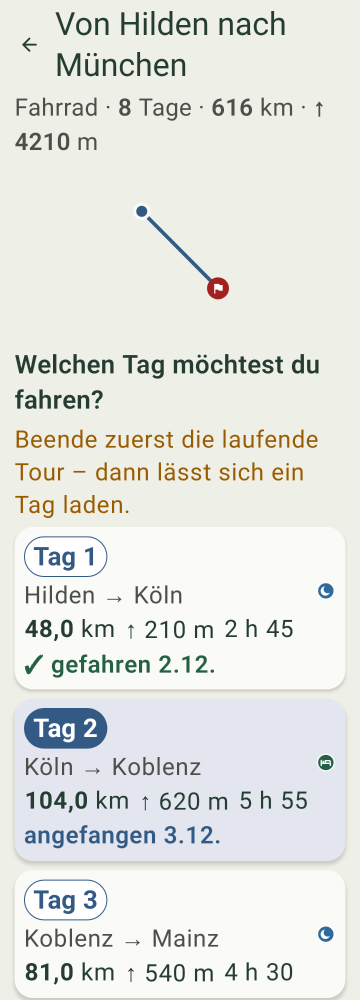 Von Hilden nach
München
Fahrrad · 8 Tage · 616 km · ↑
4210 m
Welchen Tag möchtest du
fahren?
Beende zuerst die laufende
Tour – dann lässt sich ein
Tag laden.
Tag 1
Hilden → Köln
48,0 km ↑ 210 m 2 h 45
✓ gefahren 2.12.
Tag 2
Köln → Koblenz
104,0 km ↑ 620 m 5 h 55
angefangen 3.12.
Tag 3
Koblenz → Mainz
81,0 km ↑ 540 m 4 h 30